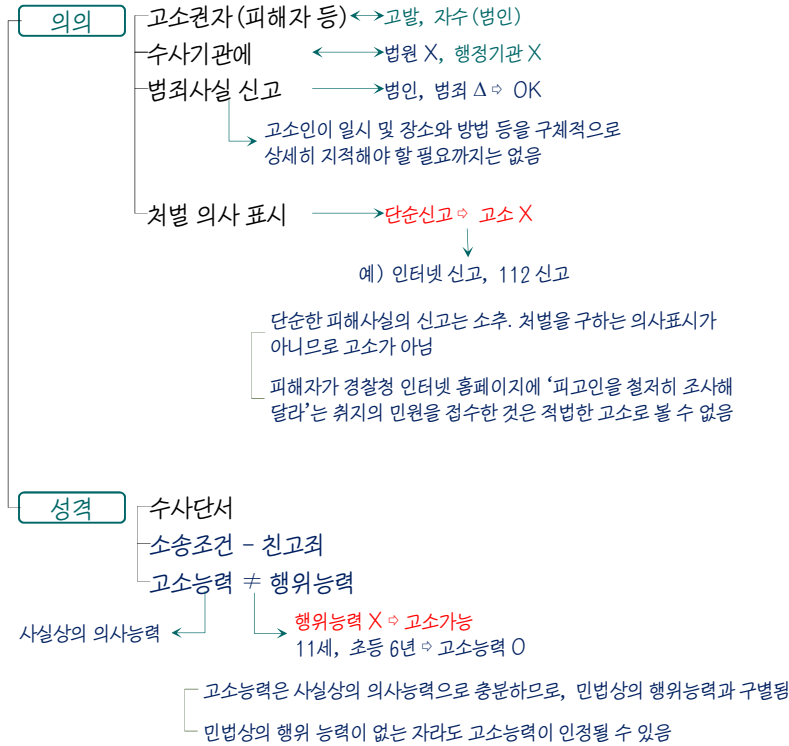 의의
고소권자(피해자 등) ↔ 고발, 자수(범인)
수사기관에 ↔ 법원 X, 행정기관 X
범죄사실 신고 → 범인, 범죄 Δ ⇨ OK
고소인이 일시 및 장소와 방법 등을 구체적으로
상세히 지적해야 할 필요까지는 없음
처벌 의사 표시 → 단순신고 ⇨ 고소 X
예) 인터넷 신고, 112 신고
단순한 피해사실의 신고는 소추. 처벌을 구하는 의사표시가
아니므로 고소가 아님
피해자가 경찰청 인터넷 홈페이지에 ‘피고인을 철저히 조사해
달라’는 취지의 민원을 접수한 것은 적법한 고소로 볼 수 없음
성격
수사단서
소송조건 - 친고죄
고소능력 ≠ 행위능력
사실상의 의사능력
행위능력 X ⇨ 고소가능
11세, 초등 6년 ⇨ 고소능력 O
고소능력은 사실상의 의사능력으로 충분하므로, 민법상의 행위능력과 구별됨
민법상의 행위 능력이 없는 자라도 고소능력이 인정될 수 있음